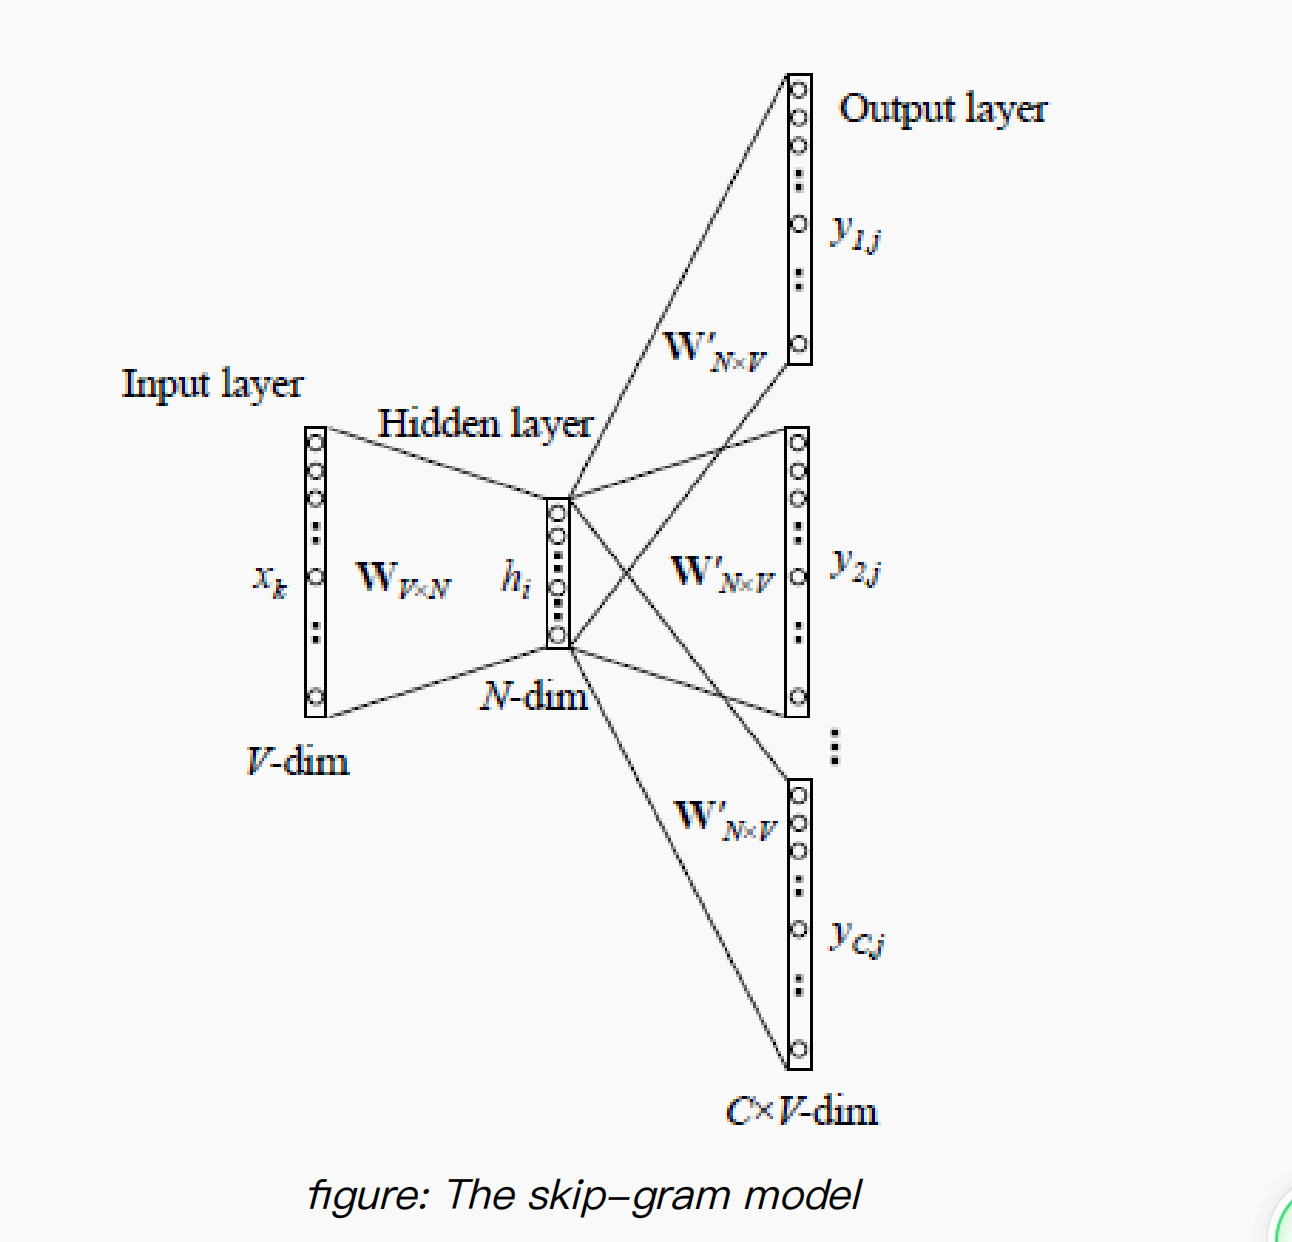 Output layer
y1,j
W'N×V
Input layer
Hidden layer
xk
WV×N
hi
W'N×V
y2,j
N-dim
V-dim
W'N×V
yC,j
C×V-dim
figure: The skip-gram model